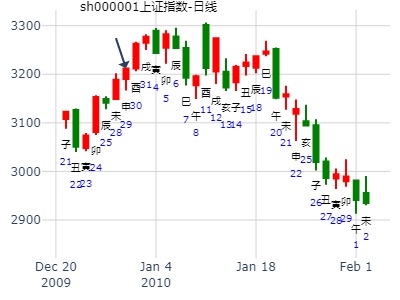 sh000001上证指数-日线
3300
3200
3100
3000
2900
子
21
丑
22
寅
23
卯
24
辰
25
未
28
申
29
酉
30
戌
31
寅
4
卯
5
辰
6
巳
7
午
8
酉
11
戌
12
亥
13
子
14
丑
15
辰
18
巳
19
午
20
未
21
申
22
亥
25
子
26
丑
27
寅
28
卯
29
午
1
未
2
Dec 20
2009
Jan 4
2010
Jan 18
Feb 1